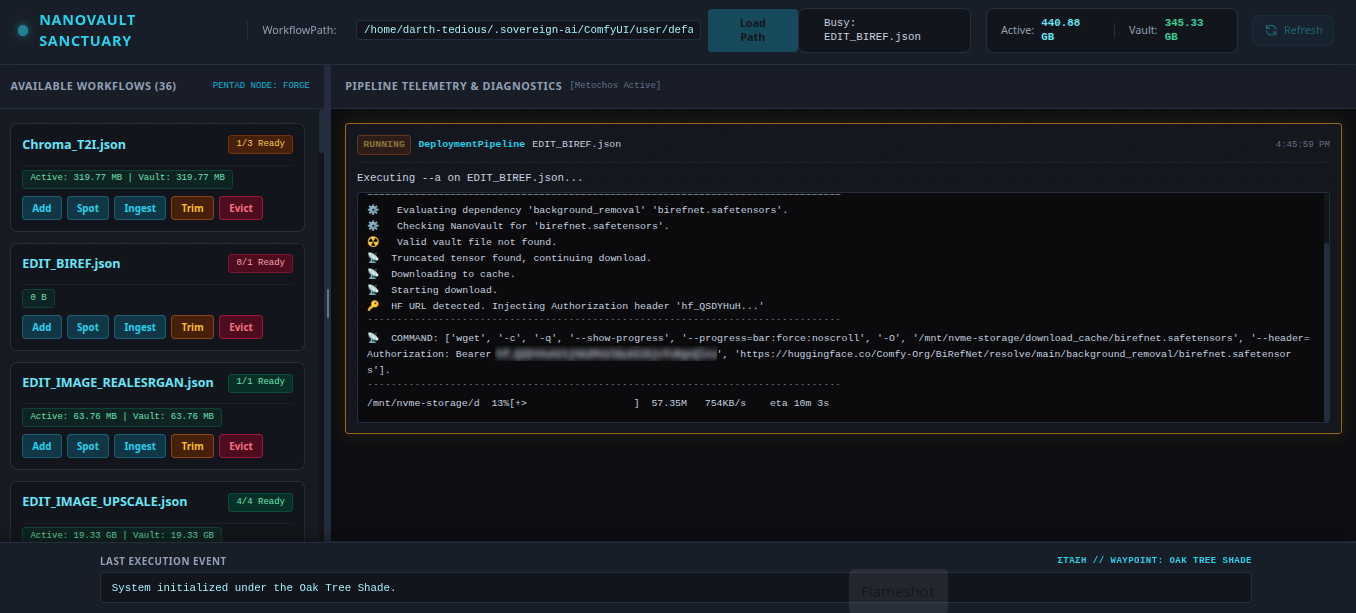 NANOVAULT
SANCTUARY
WorkflowPath:
/home/darth-tedious/.sovereign-ai/ComfyUI/user/defa
Load
Path
Busy:
EDIT_BIREF.json
Active: 440.88
GB
Vault: 345.33
GB
Refresh
AVAILABLE WORKFLOWS (36)
PENTAD NODE: FORGE
Chroma_T2I.json
1/3 Ready
Active: 319.77 MB | Vault: 319.77 MB
Add Spot Ingest Trim Evict
EDIT_BIREF.json
0/1 Ready
0 B
Add Spot Ingest Trim Evict
EDIT_IMAGE_REALESRGAN.json
1/1 Ready
Active: 63.76 MB | Vault: 63.76 MB
Add Spot Ingest Trim Evict
EDIT_IMAGE_UPSCALE.json
4/4 Ready
Active: 19.33 GB | Vault: 19.33 GB
PIPELINE TELEMETRY & DIAGNOSTICS [Metochos Active]
RUNNING DeploymentPipeline EDIT_BIREF.json
4:45:59 PM
Executing --a on EDIT_BIREF.json...
Evaluating dependency 'background_removal' 'birefnet.safetensors'.
Checking NanoVault for 'birefnet.safetensors'.
Valid vault file not found.
Truncated tensor found, continuing download.
Downloading to cache.
Starting download.
HF URL detected. Injecting Authorization header 'hf_QSDYHuH...'
COMMAND: ['wget', '-c', '-q', '--show-progress', '--progress=bar:force:noscroll', '-O', '/mnt/nvme-storage/download_cache/birefnet.safetensors', '--header=
Authorization: Bearer ', 'https://huggingface.co/Comfy-Org/BiRefNet/resolve/main/background_removal/birefnet.safetensor
s'].
/mnt/nvme-storage/d 13%[+> ] 57.35M 754KB/s eta 10m 3s
LAST EXECUTION EVENT
ΣΤΆΣΗ // WAYPOINT: OAK TREE SHADE
System initialized under the Oak Tree Shade.
Flameshot